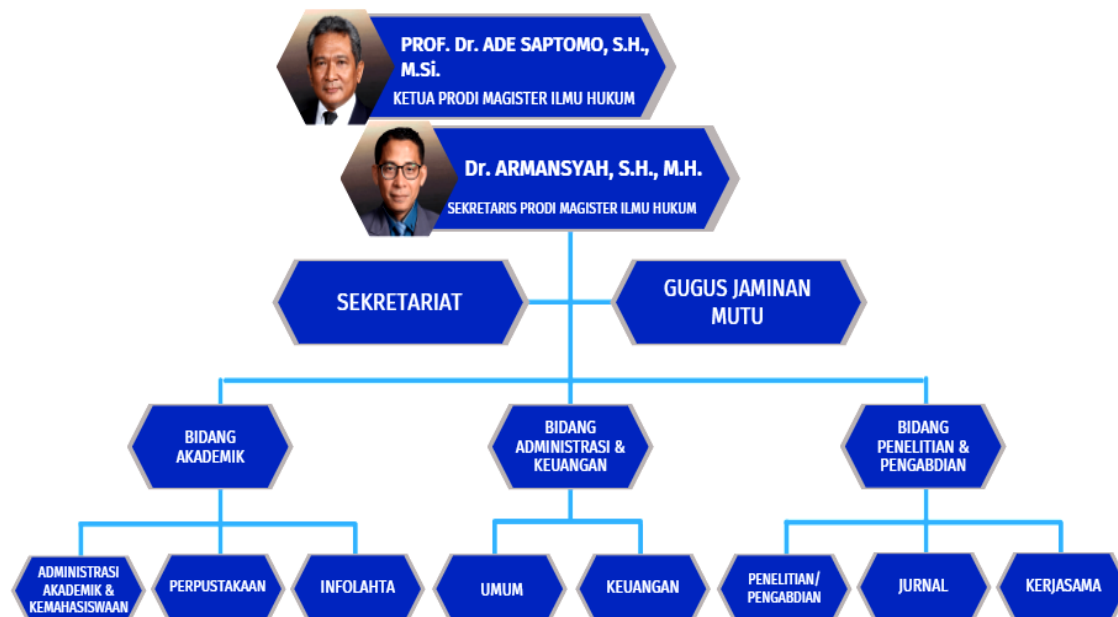 PROF. Dr. ADE SAPTOMO, S.H.,
M.Si.
KETUA PRODI MAGISTER ILMU HUKUM
Dr. ARMANSYAH, S.H., M.H.
SEKRETARIS PRODI MAGISTER ILMU HUKUM
SEKRETARIAT
GUGUS JAMINAN
MUTU
BIDANG
AKADEMIK
BIDANG
ADMINISTRASI &
KEUANGAN
BIDANG
PENELITIAN &
PENGABDIAN
ADMINISTRASI
AKADEMIK &
KEMAHASISWAAN
PERPUSTAKAAN
INFOLAHTA
UMUM
KEUANGAN
PENELITIAN/
PENGABDIAN
JURNAL
KERJASAMA